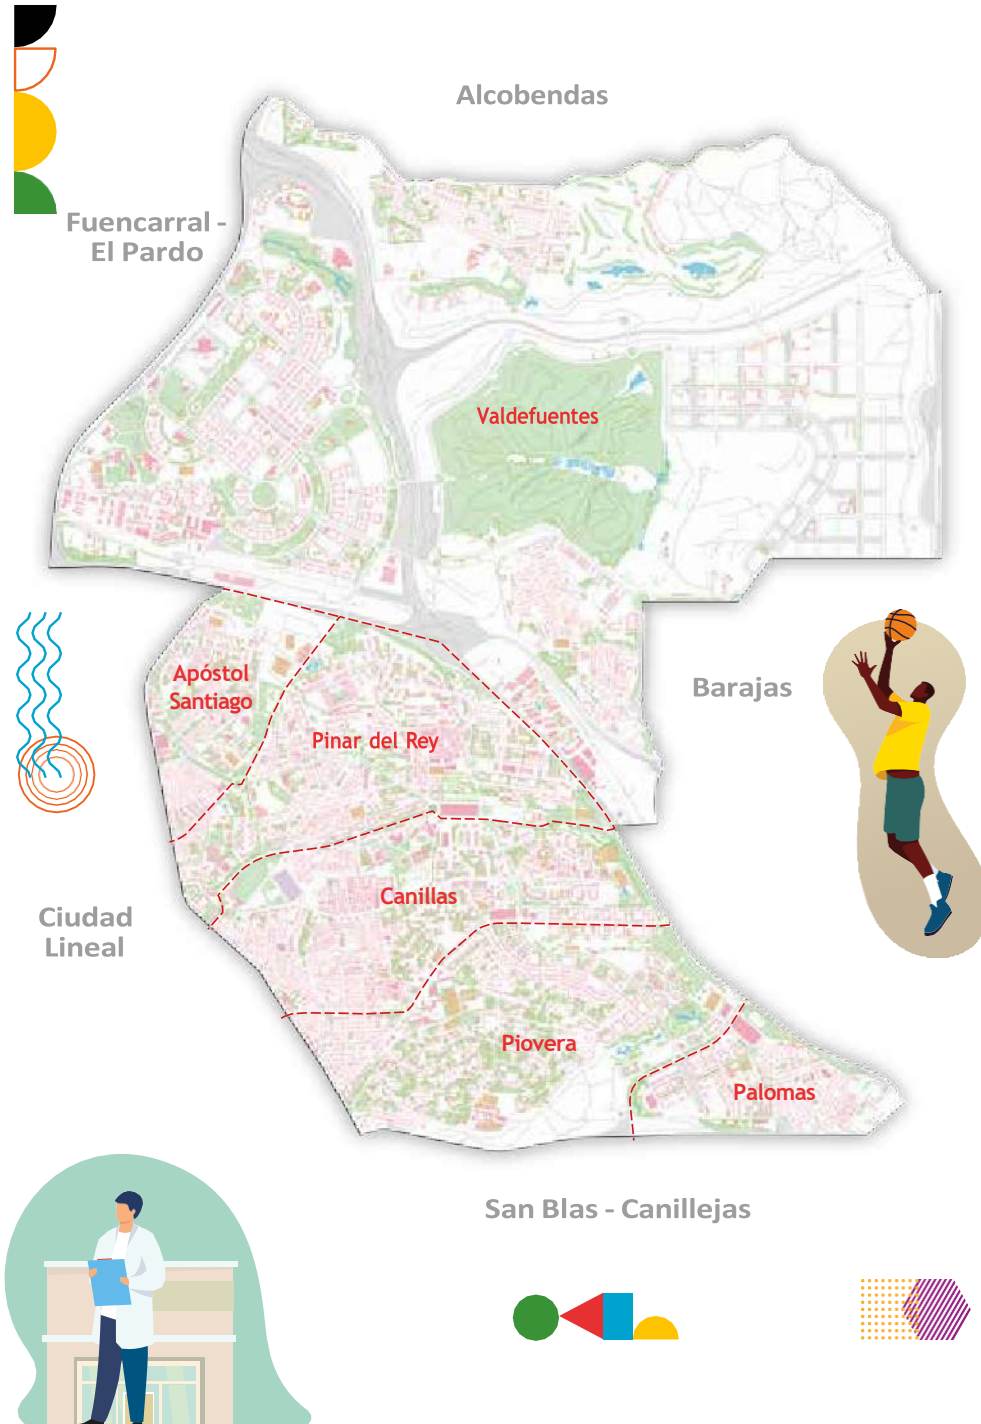 Alcobendas
Fuencarral -
El Pardo
Valdefuentes
Apóstol
Santiago
Barajas
Pinar del Rey
Canillas
Ciudad
Lineal
Piovera
Palomas
San Blas - Canillejas